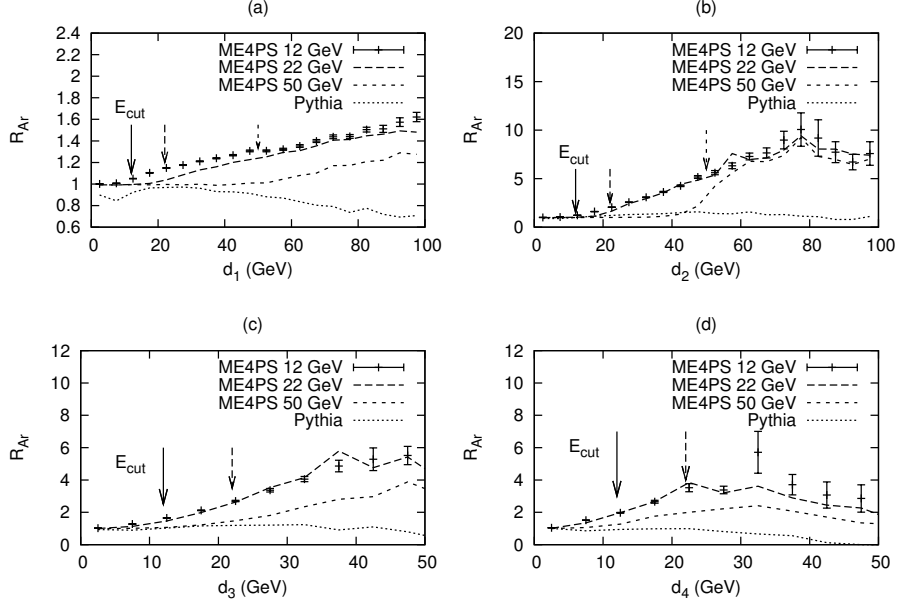 (a)
2.4
2.2
2
1.8
1.6
1.4
1.2
1
0.8
0.6
R_Ar
ME4PS 12 GeV
ME4PS 22 GeV
ME4PS 50 GeV
Pythia
E_cut
0 20 40 60 80 100
d_1 (GeV)
(b)
20
15
10
5
0
R_Ar
ME4PS 12 GeV
ME4PS 22 GeV
ME4PS 50 GeV
Pythia
E_cut
0 20 40 60 80 100
d_2 (GeV)
(c)
12
10
8
6
4
2
0
R_Ar
ME4PS 12 GeV
ME4PS 22 GeV
ME4PS 50 GeV
Pythia
E_cut
0 10 20 30 40 50
d_3 (GeV)
(d)
12
10
8
6
4
2
0
R_Ar
ME4PS 12 GeV
ME4PS 22 GeV
ME4PS 50 GeV
Pythia
E_cut
0 10 20 30 40 50
d_4 (GeV)